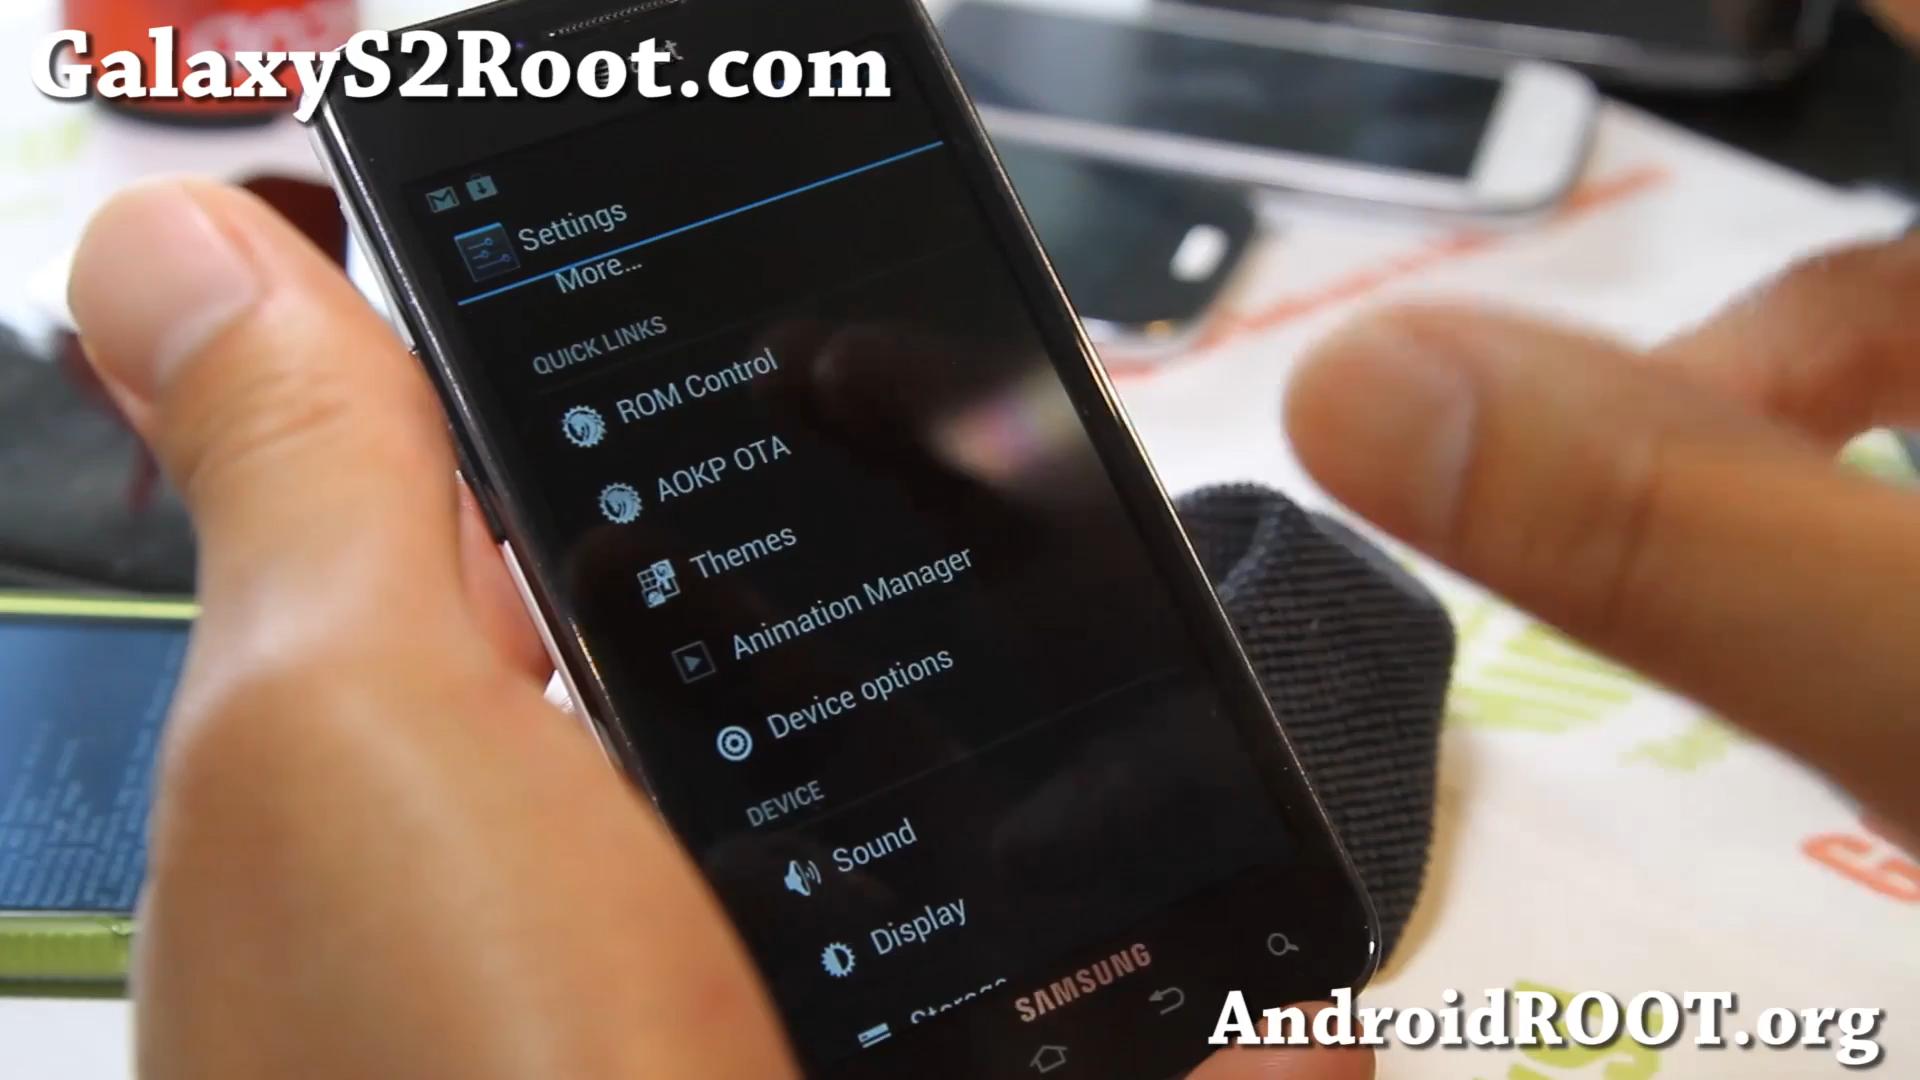 GalaxyS2Root.com
Settings
More...
QUICK LINKS
ROM Control
AOKP OTA
Themes
Animation Manager
Device options
DEVICE
Sound
Display
Storage
SAMSUNG
AndroidROOT.org